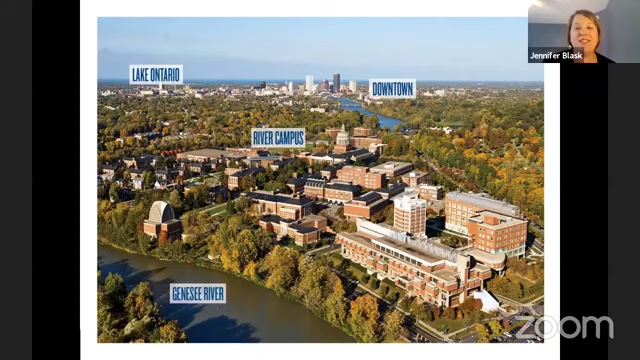 Jennifer Blask
LAKE ONTARIO
DOWNTOWN
RIVER CAMPUS
GENESEE RIVER
zoom